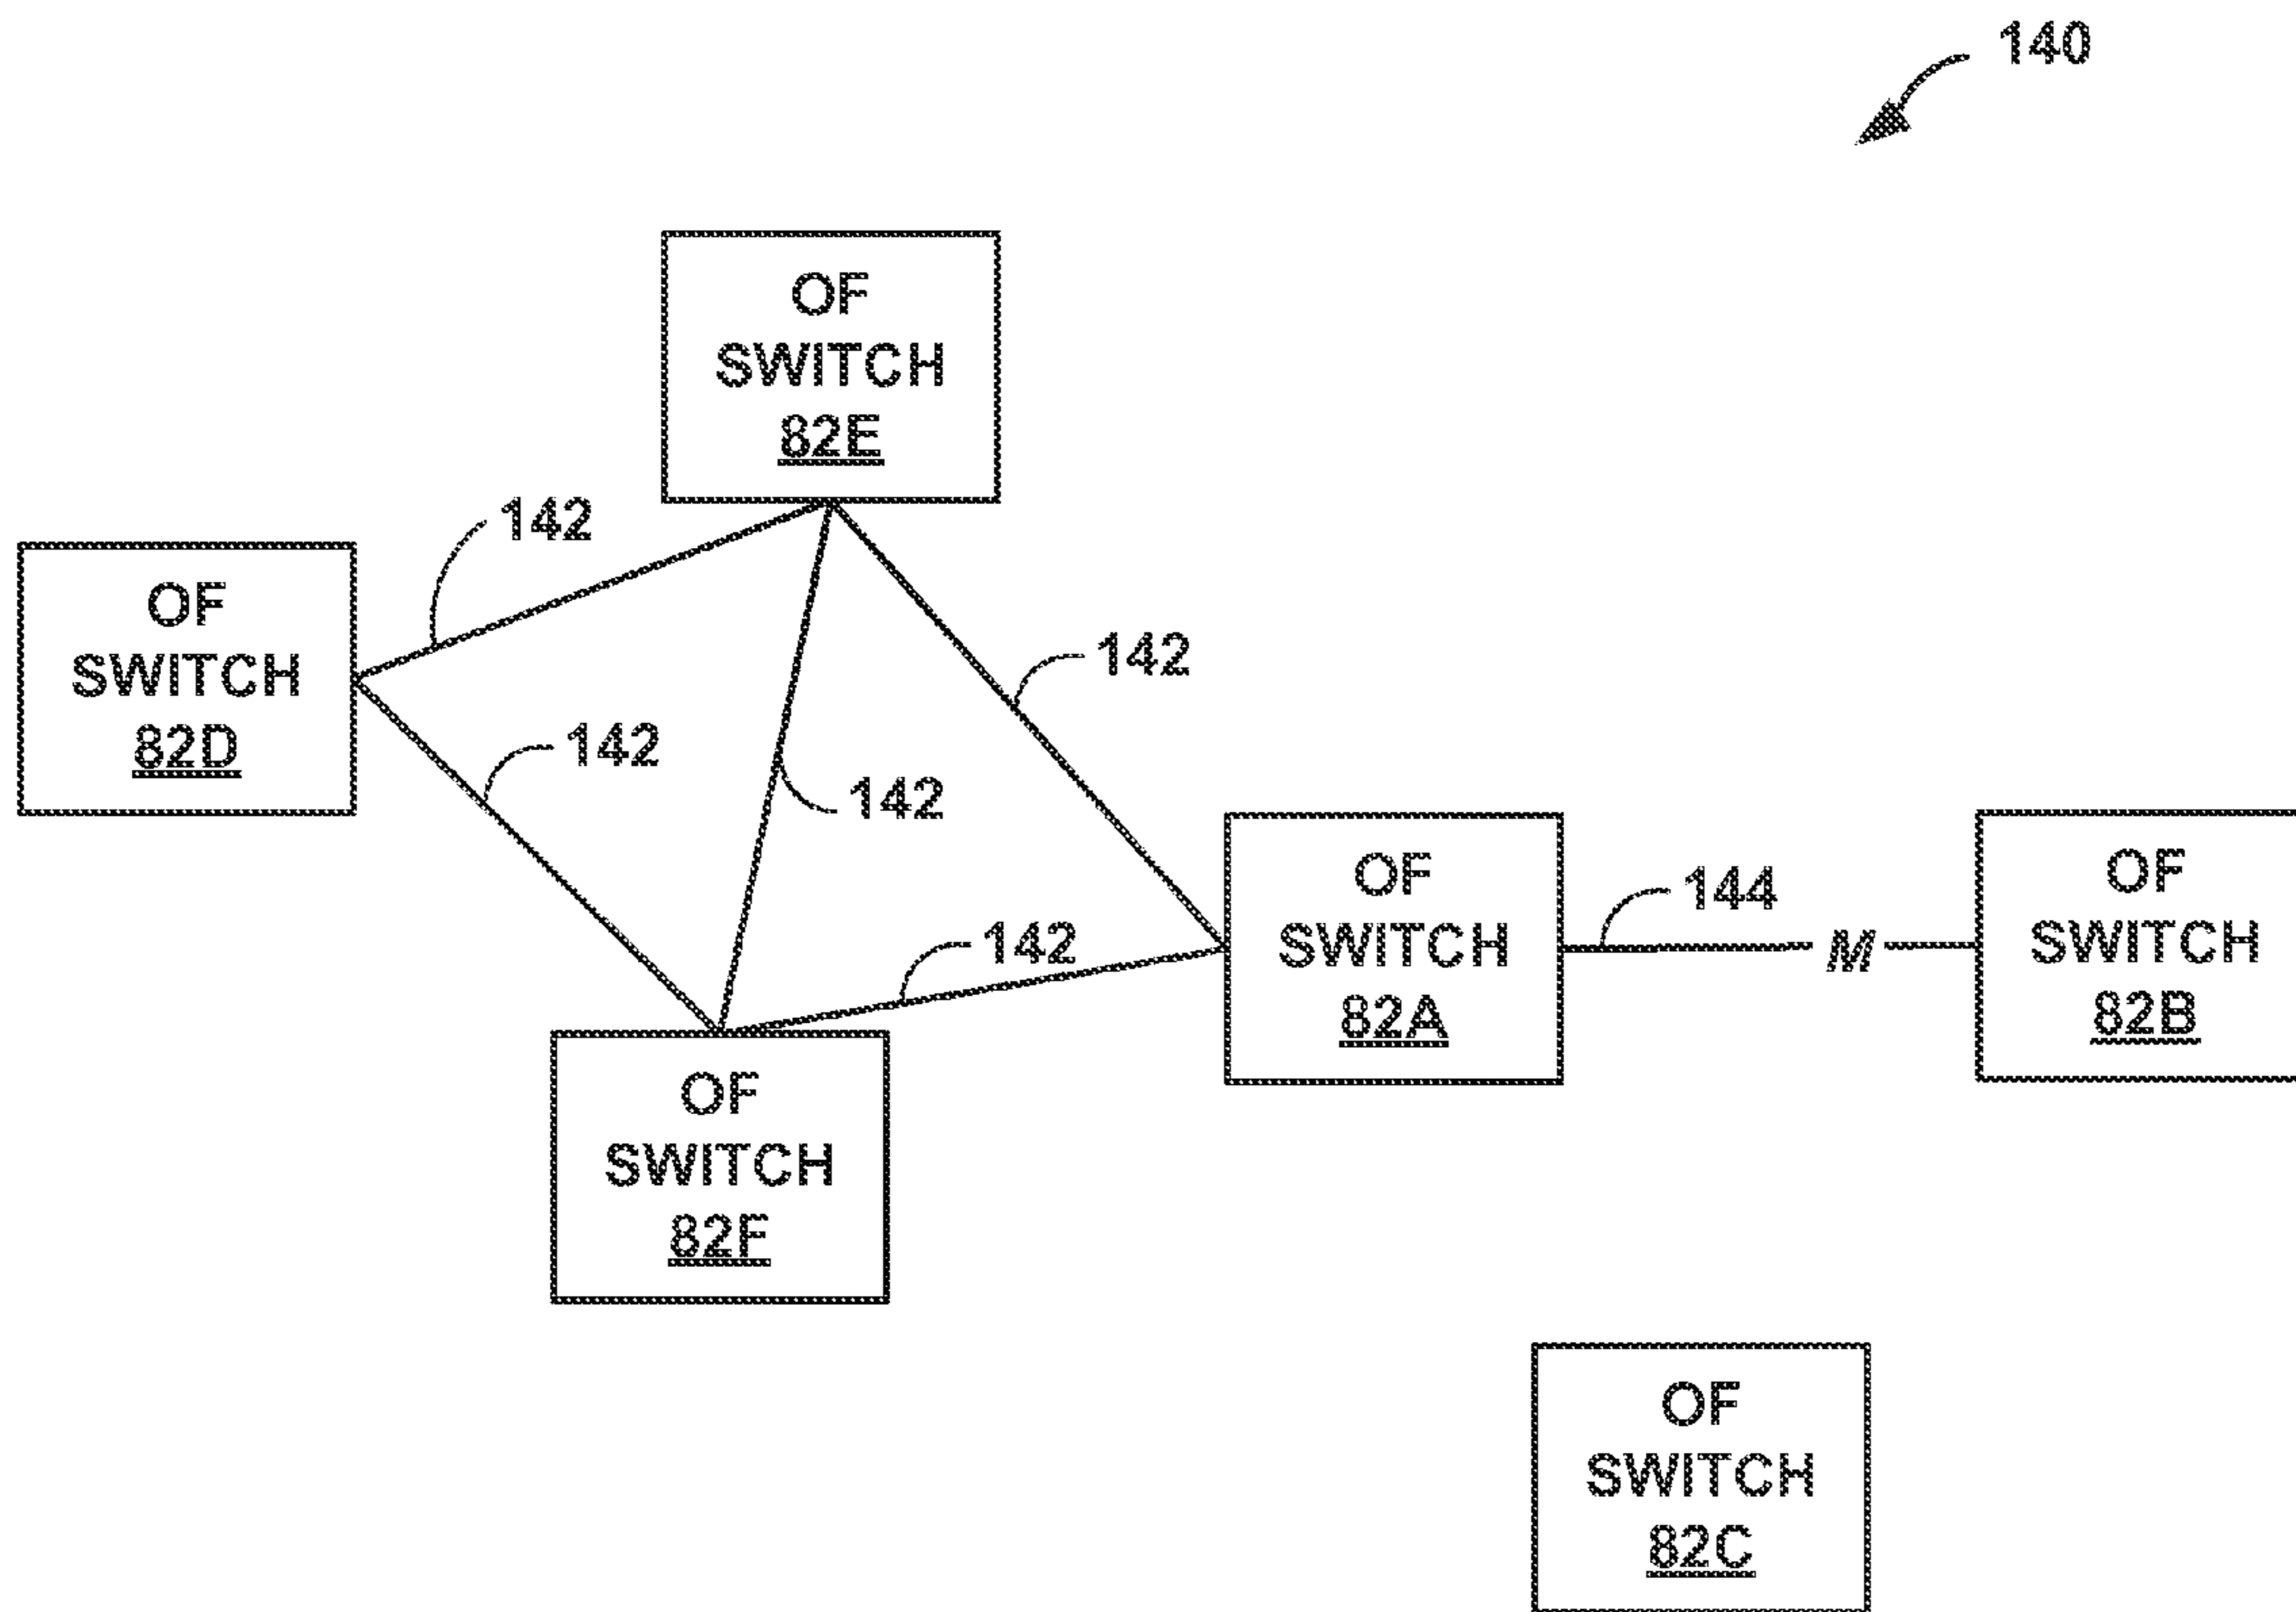 140
OF
SWITCH
82E
142
OF
SWITCH
82D
142
142
142
OF
SWITCH
82A
144
M
OF
SWITCH
82B
142
OF
SWITCH
82F
OF
SWITCH
82C